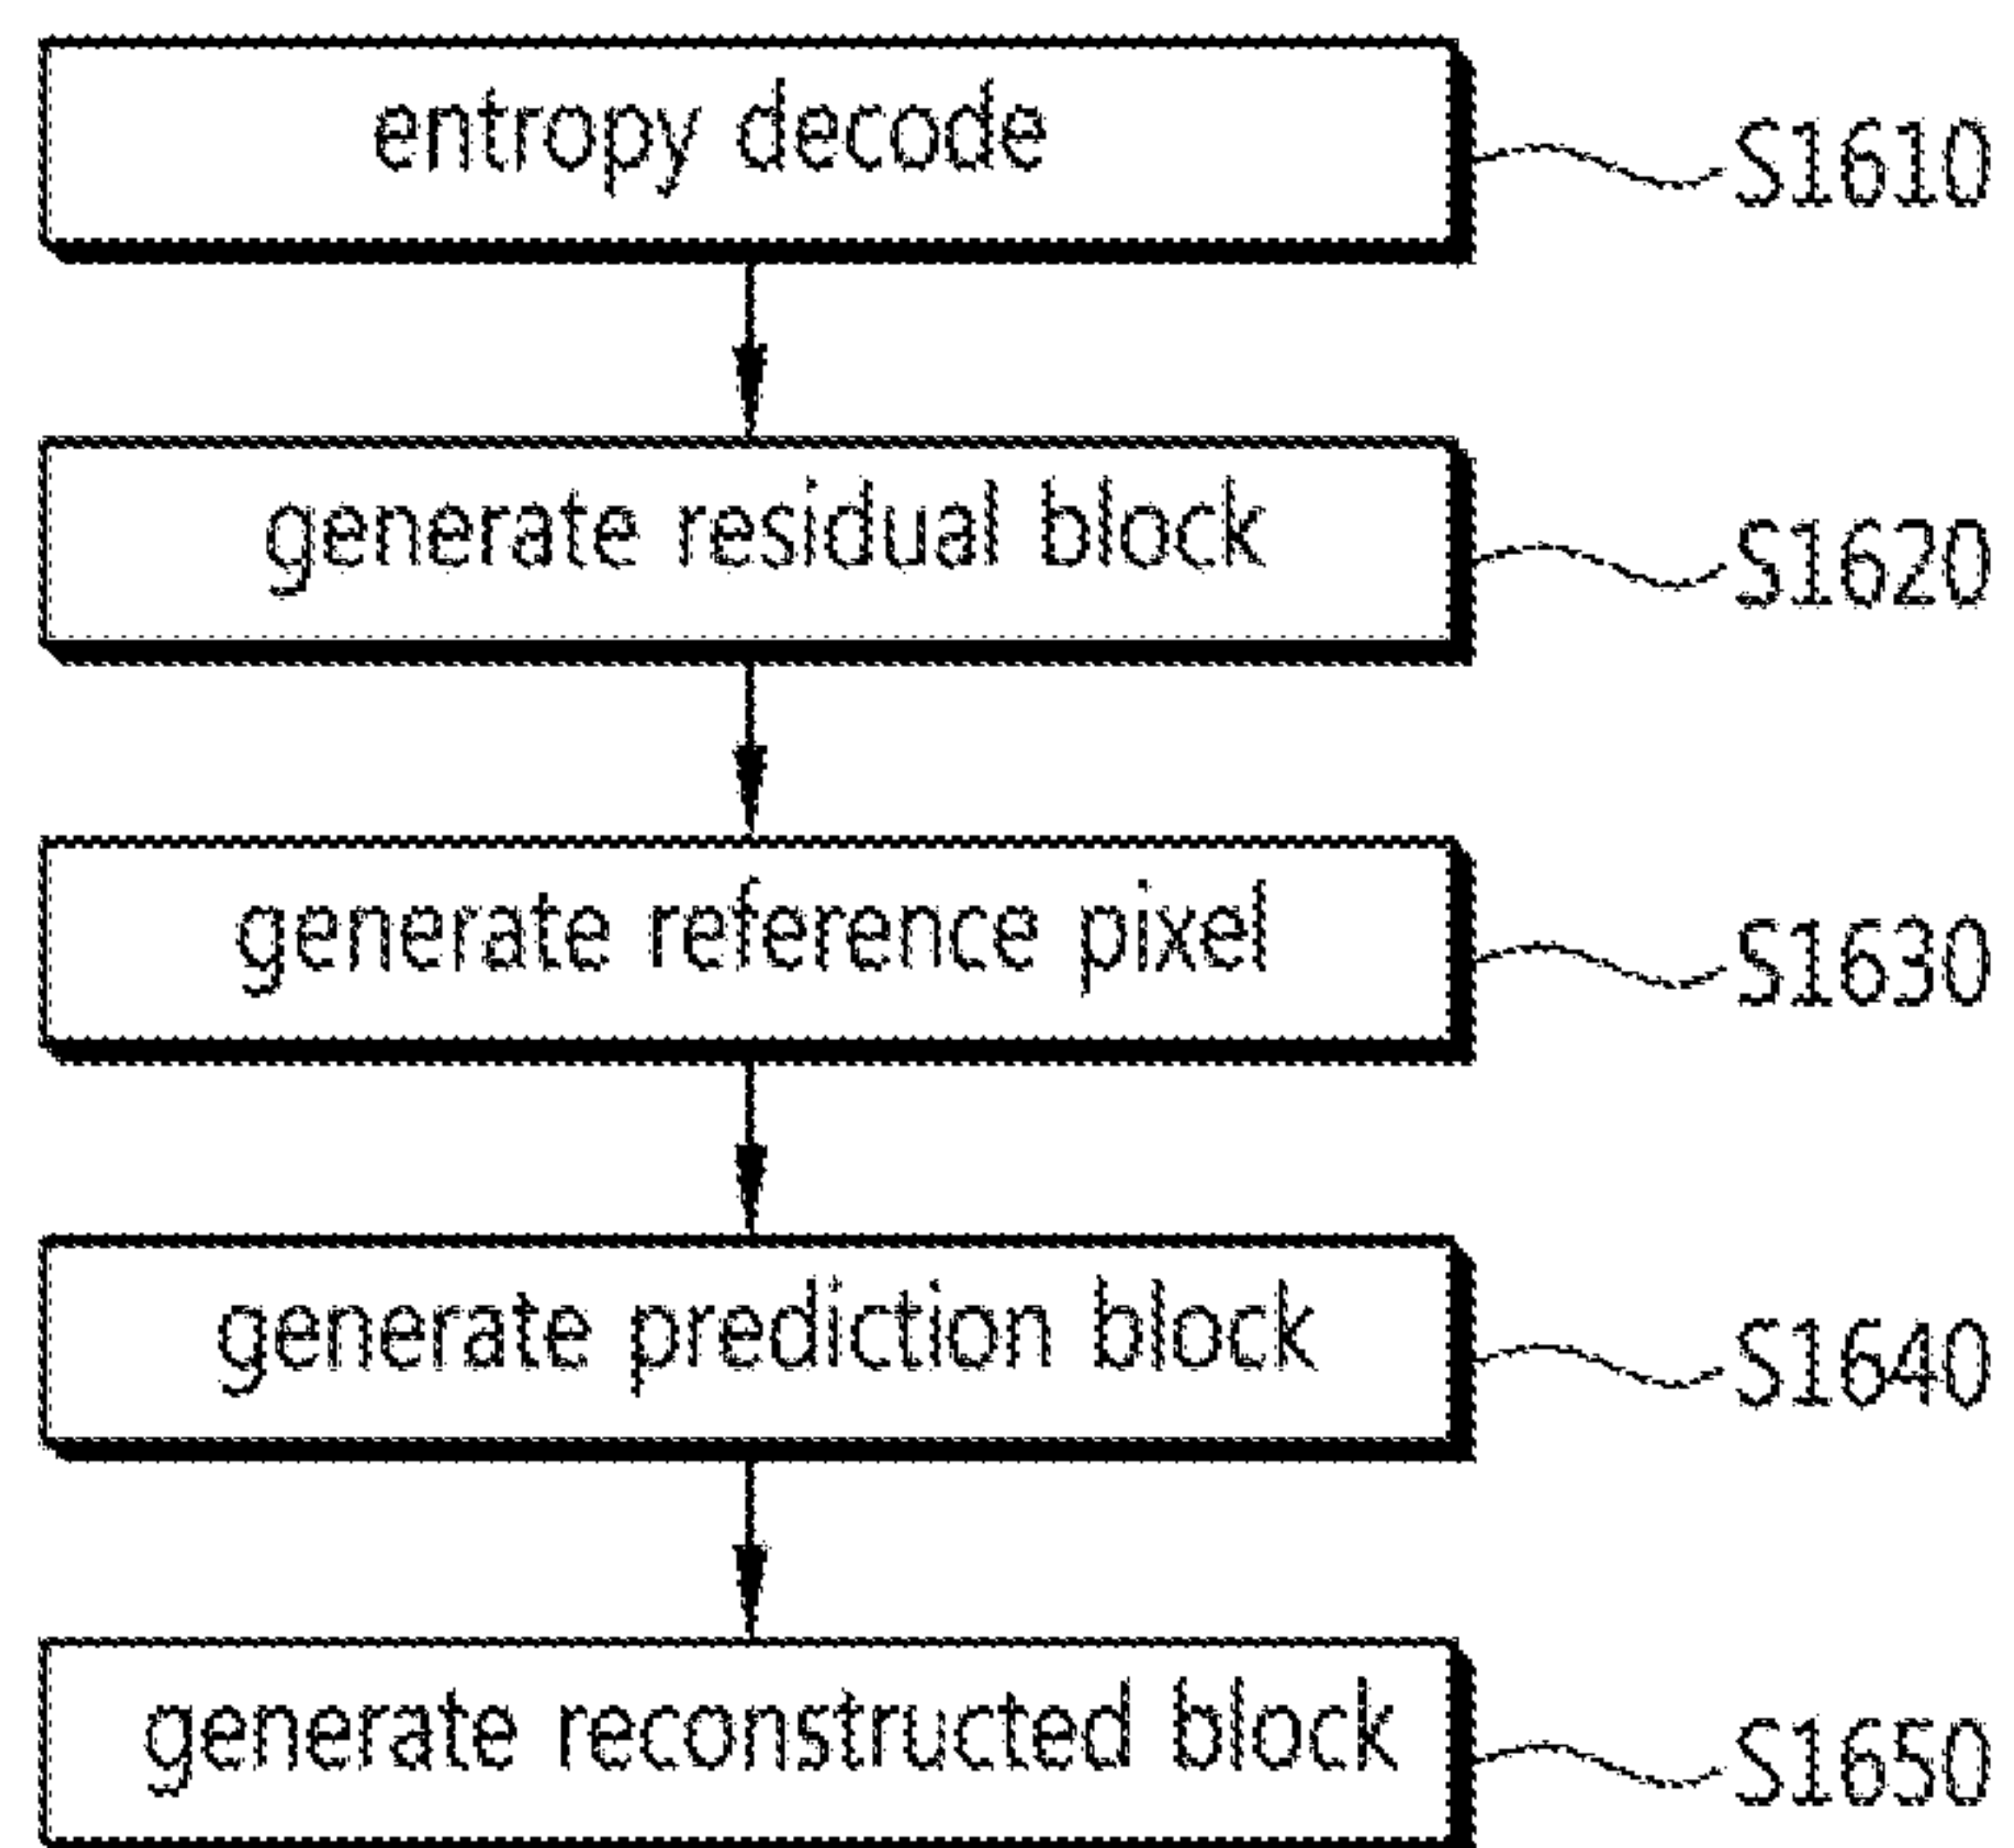 entropy decode
S1610
generate residual block
S1620
generate reference pixel
S1630
generate prediction block
S1640
generate reconstructed block
S1650